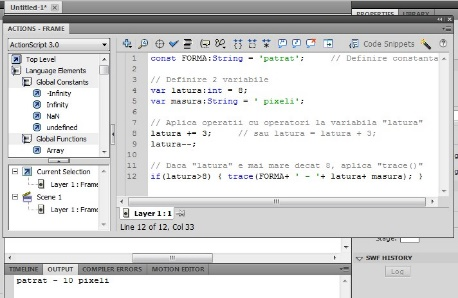 Untitled-1*
PROPERTIES LIBRARY
ACTIONS - FRAME
ActionScript 3.0
Top Level
Language Elements
Global Constants
-Infinity
Infinity
NaN
undefined
Global Functions
Array
Current Selection
Layer 1 : Frame
Scene 1
Layer 1 : Frame
Code Snippets
1 const FORMA:String = 'patrat'; // Definire constanta
2
3 // Definire 2 variabile
4 var latura:int = 8;
5 var masura:String = ' pixeli';
6
7 // Aplica operatii cu operatori la variabila "latura"
8 latura += 3; // sau latura = latura + 3;
9 latura--;
10
11 // Daca "latura" e mai mare decat 8, aplica "trace()"
12 if(latura>8) { trace(FORMA+ ' - '+ latura+ masura); }
Layer 1 : 1
Line 12 of 12, Col 33
Stage:
SWF HISTORY
Log
TIMELINE OUTPUT COMPILER ERRORS MOTION EDITOR
patrat - 10 pixeli